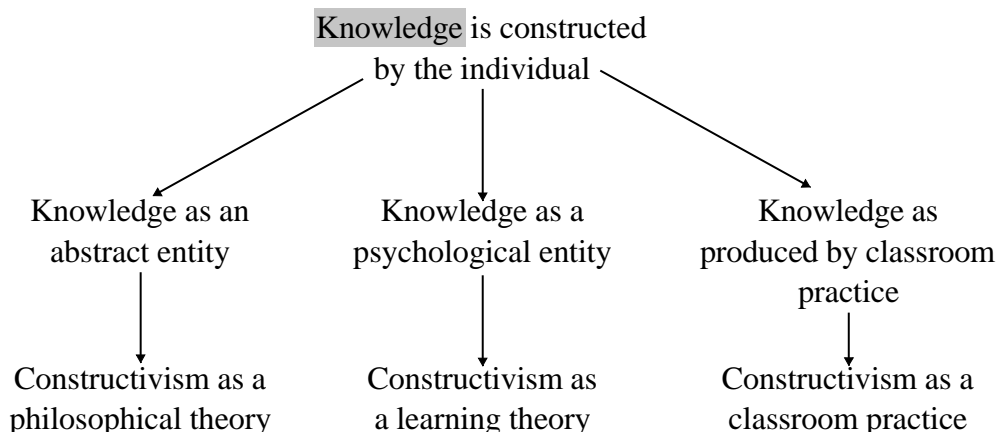 Knowledge is constructed
by the individual
Knowledge as an
abstract entity
Knowledge as a
psychological entity
Knowledge as
produced by classroom
practice
Constructivism as a
philosophical theory
Constructivism as
a learning theory
Constructivism as a
classroom practice